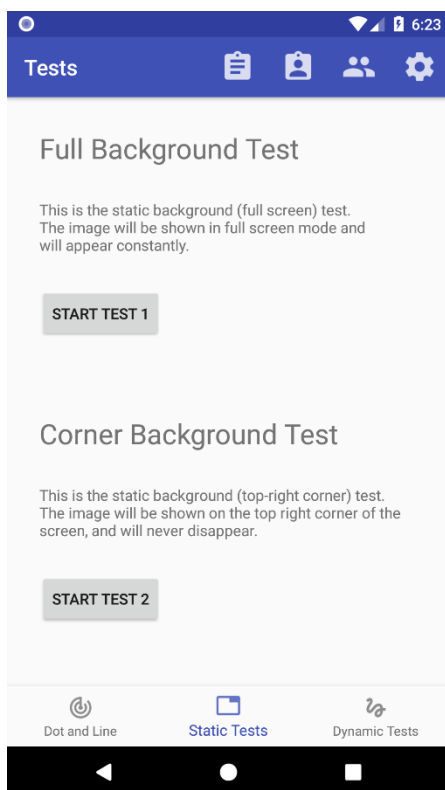 6:23
Tests
Full Background Test
This is the static background (full screen) test.
The image will be shown in full screen mode and
will appear constantly.
START TEST 1
Corner Background Test
This is the static background (top-right corner) test.
The image will be shown on the top right corner of the
screen, and will never disappear.
START TEST 2
Dot and Line
Static Tests
Dynamic Tests